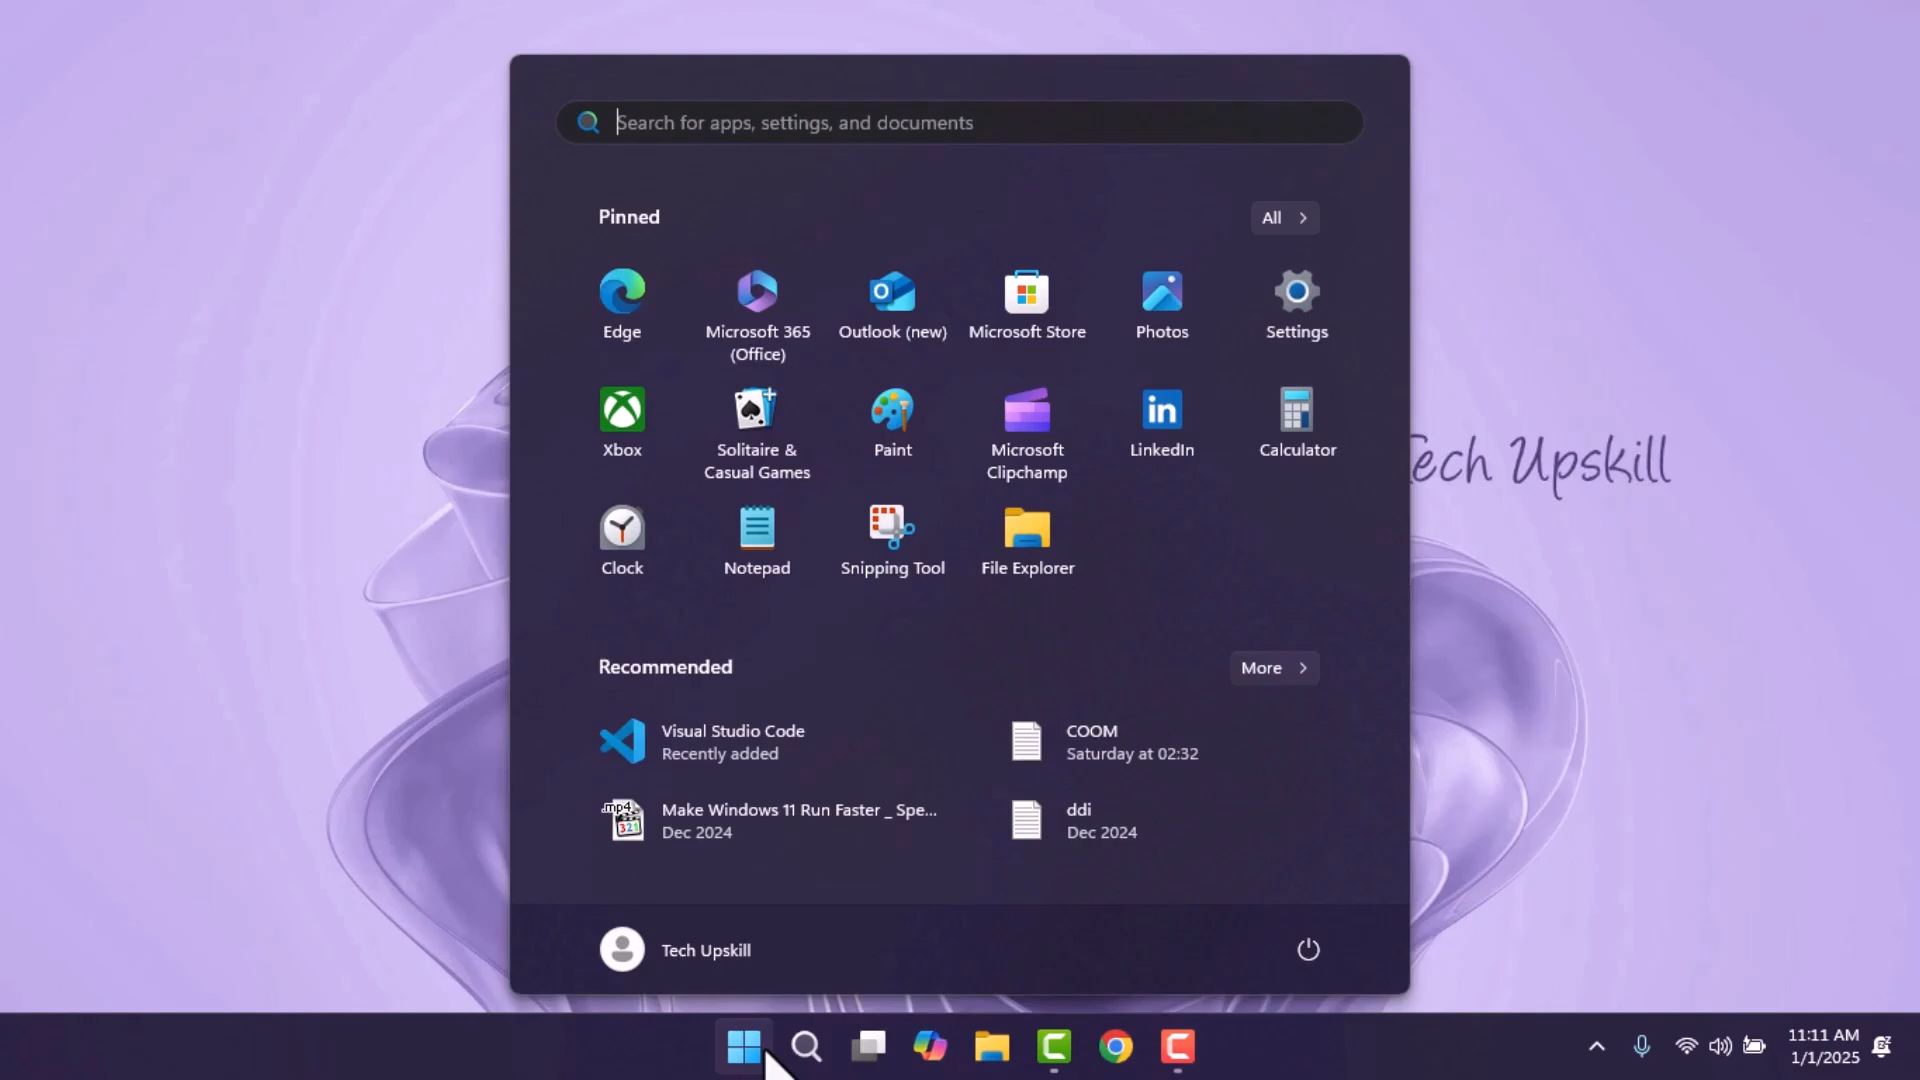 Search for apps, settings, and documents
Pinned
All
Edge
Microsoft 365
(Office)
Outlook (new)
Microsoft Store
Photos
Settings
Xbox
Solitaire &
Casual Games
Paint
Microsoft
Clipchamp
LinkedIn
Calculator
Clock
Notepad
Snipping Tool
File Explorer
Tech Upskill
Recommended
More
Visual Studio Code
Recently added
COOM
Saturday at 02:32
.mp4
321
Make Windows 11 Run Faster _ Spe...
Dec 2024
ddi
Dec 2024
Tech Upskill
11:11 AM
1/1/2025